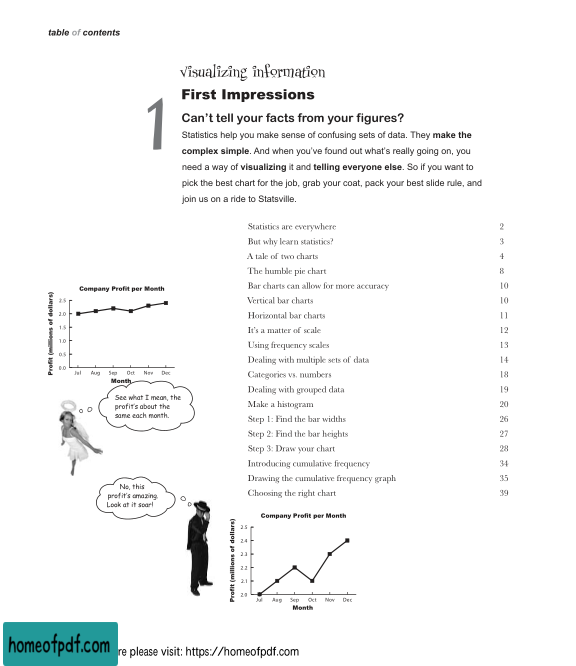 table of contents
visualizing information
First Impressions
1
Can't tell your facts from your figures?
Statistics help you make sense of confusing sets of data. They make the
complex simple. And when you've found out what's really going on, you
need a way of visualizing it and telling everyone else. So if you want to
pick the best chart for the job, grab your coat, pack your best slide rule, and
join us on a ride to Statsville.
Statistics are everywhere 2
But why learn statistics? 3
A tale of two charts 4
The humble pie chart 8
Bar charts can allow for more accuracy 10
Vertical bar charts 10
Horizontal bar charts 11
It's a matter of scale 12
Using frequency scales 13
Dealing with multiple sets of data 14
Categories vs. numbers 18
Dealing with grouped data 19
Make a histogram 20
Step 1: Find the bar widths 26
Step 2: Find the bar heights 27
Step 3: Draw your chart 28
Introducing cumulative frequency 34
Drawing the cumulative frequency graph 35
Choosing the right chart 39
Company Profit per Month
Profit (millions of dollars)
2.5
2.0
1.5
1.0
0.5
0.0
Jul Aug Sep Oct Nov Dec
Month
See what I mean, the
profit's about the
same each month.
No, this
profit's amazing.
Look at it soar!
Company Profit per Month
Profit (millions of dollars)
2.5
2.4
2.3
2.2
2.1
2.0
Jul Aug Sep Oct Nov Dec
Month
homeofpdf.com
re please visit: https://homeofpdf.com